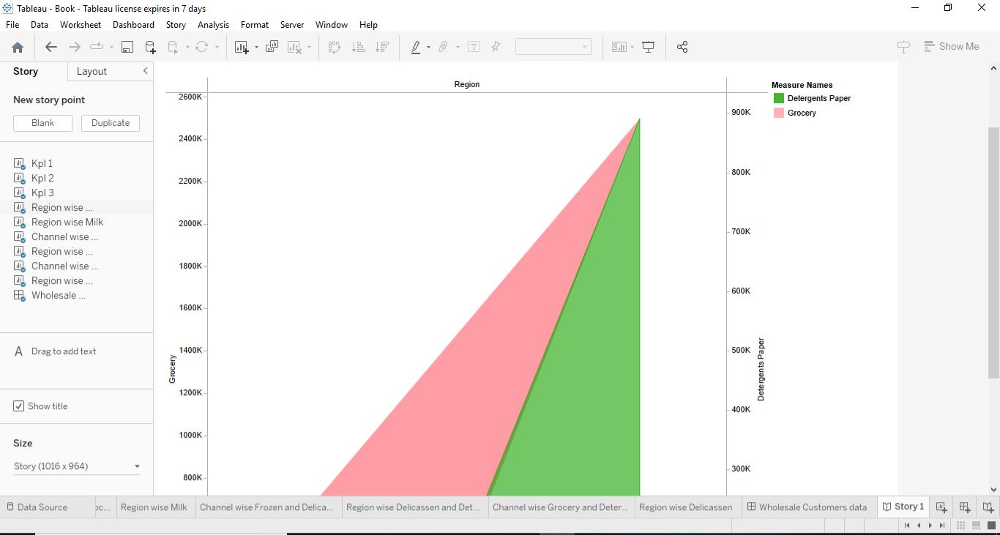 Tableau - Book - Tableau license expires in 7 days
File Data Worksheet Dashboard Story Analysis Format Server Window Help
Show Me
Story Layout
New story point
Blank Duplicate
KpI 1
KpI 2
KpI 3
Region wise ...
Region wise Milk
Channel wise ...
Region wise ...
Channel wise ...
Region wise ...
Wholesale ...
A Drag to add text
Show title
Size
Story (1016 x 964)
Region
2600K
2400K
2200K
2000K
1800K
1600K
1400K
1200K
1000K
800K
Grocery
900K
800K
700K
600K
500K
400K
300K
Detergents Paper
Measure Names
Detergents Paper
Grocery
Data Source oc... Region wise Milk Channel wise Frozen and Delica... Region wise Delicassen and Det... Channel wise Grocery and Deter... Region wise Delicassen Wholesale Customers data Story 1